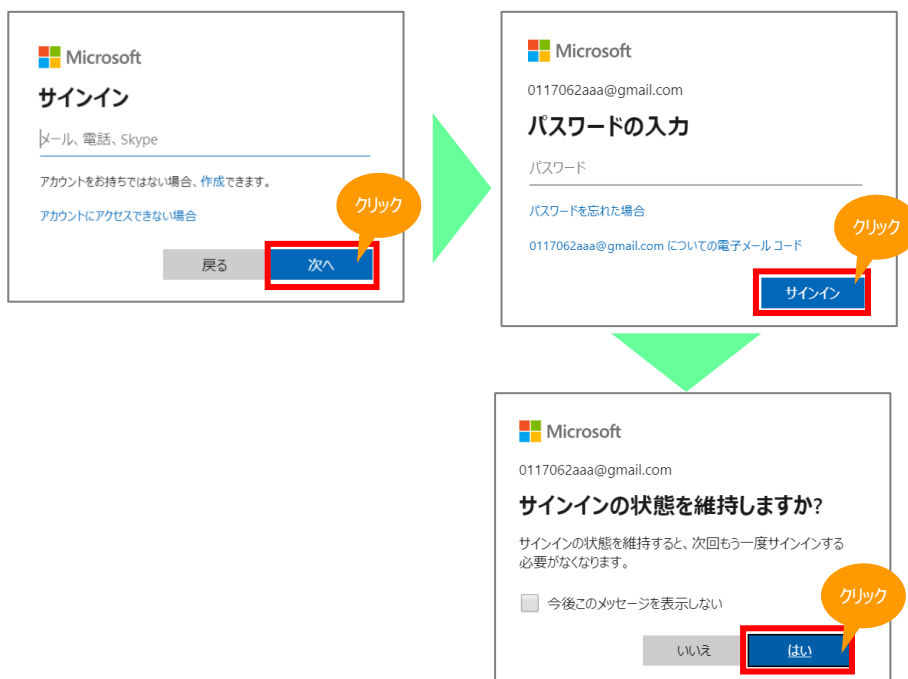 Microsoft
サインイン
メール、電話、Skype
アカウントをお持ちではない場合、作成できます。
アカウントにアクセスできない場合
クリック
戻る
次へ
Microsoft
0117062aaa@gmail.com
パスワードの入力
パスワード
パスワードを忘れた場合
0117062aaa@gmail.com についての電子メール コード
クリック
サインイン
Microsoft
0117062aaa@gmail.com
サインインの状態を維持しますか?
サインインの状態を維持すると、次回もう一度サインインする
必要がなくなります。
今後このメッセージを表示しない
クリック
いいえ
はい